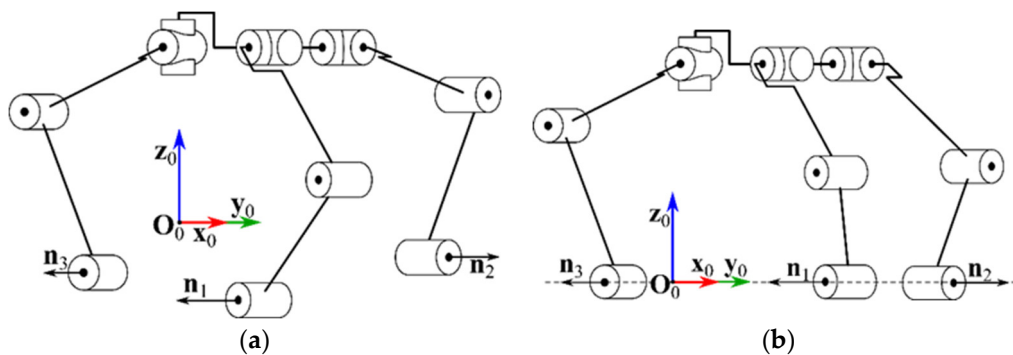 z₀
y₀
O₀
x₀
n₃
n₂
n₁
(a)
z₀
x₀
y₀
n₃
O₀
n₁
n₂
(b)